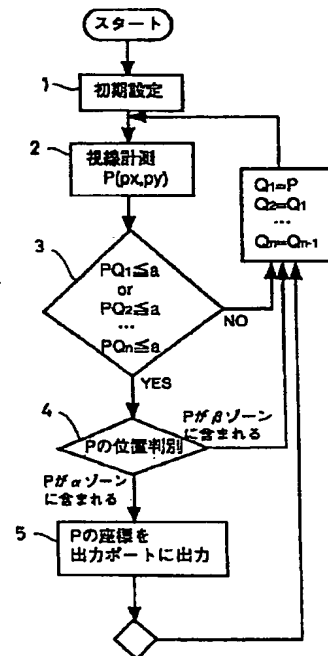 スタート
1
初期設定
2
視線計測
P(px,py)
Q1=P
Q2=Q1
…
Qn=Qn-1
3
PQ1≦a
or
PQ2≦a
…
PQn≦a
NO
YES
4
Pの位置判別
Pがβゾーン
に含まれる
Pがαゾーン
に含まれる
5
Pの座標を
出力ポートに出力